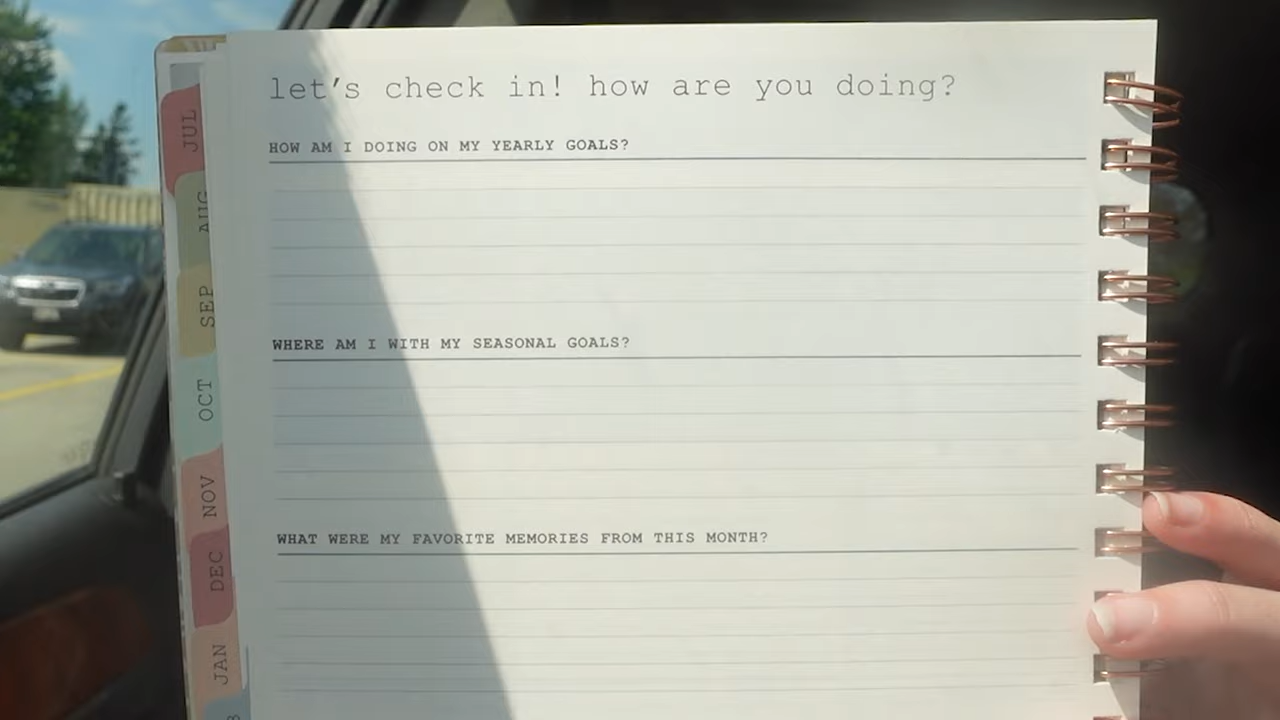 let's check in! how are you doing?
HOW AM I DOING ON MY YEARLY GOALS?
WHERE AM I WITH MY SEASONAL GOALS?
WHAT WERE MY FAVORITE MEMORIES FROM THIS MONTH?
JUL
AUG
SEP
OCT
NOV
DEC
JAN